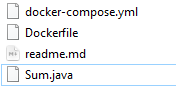 docker-compose.yml
Dockerfile
readme.md
Sum.java